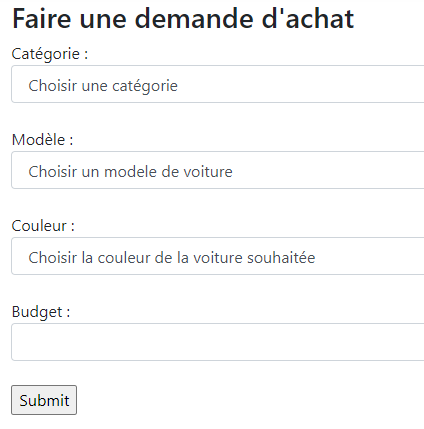 Faire une demande d'achat
Catégorie :
Choisir une catégorie
Modèle :
Choisir un modele de voiture
Couleur :
Choisir la couleur de la voiture souhaitée
Budget :
Submit